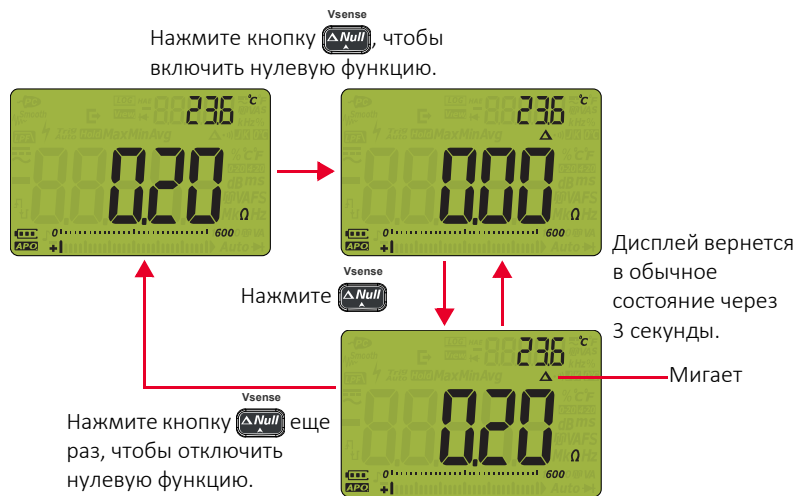 Vsense
Нажмите кнопку ΔNull, чтобы
включить нулевую функцию.
23.6 °C
0.20 Ω
0 600
APO
23.6 °C
Δ
0.00 Ω
0 600
APO
Vsense
Нажмите ΔNull
Дисплей вернется
в обычное
состояние через
3 секунды.
23.6 °C
Δ
Мигает
0.20 Ω
0 600
APO
Vsense
Нажмите кнопку ΔNull еще
раз, чтобы отключить
нулевую функцию.